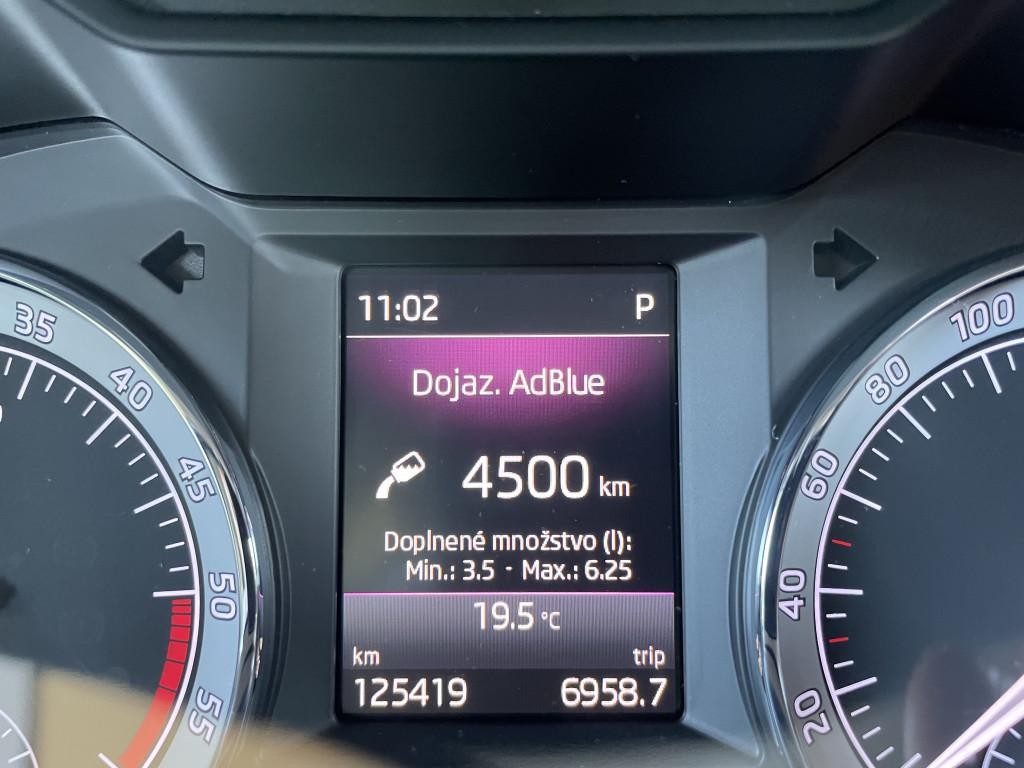 11:02 P
Dojaz. AdBlue
4500 km
Doplnené množstvo (l):
Min.: 3.5 - Max.: 6.25
19.5 °C
km trip
125419 6958.7
35
40
45
50
55
100
80
60
40
20